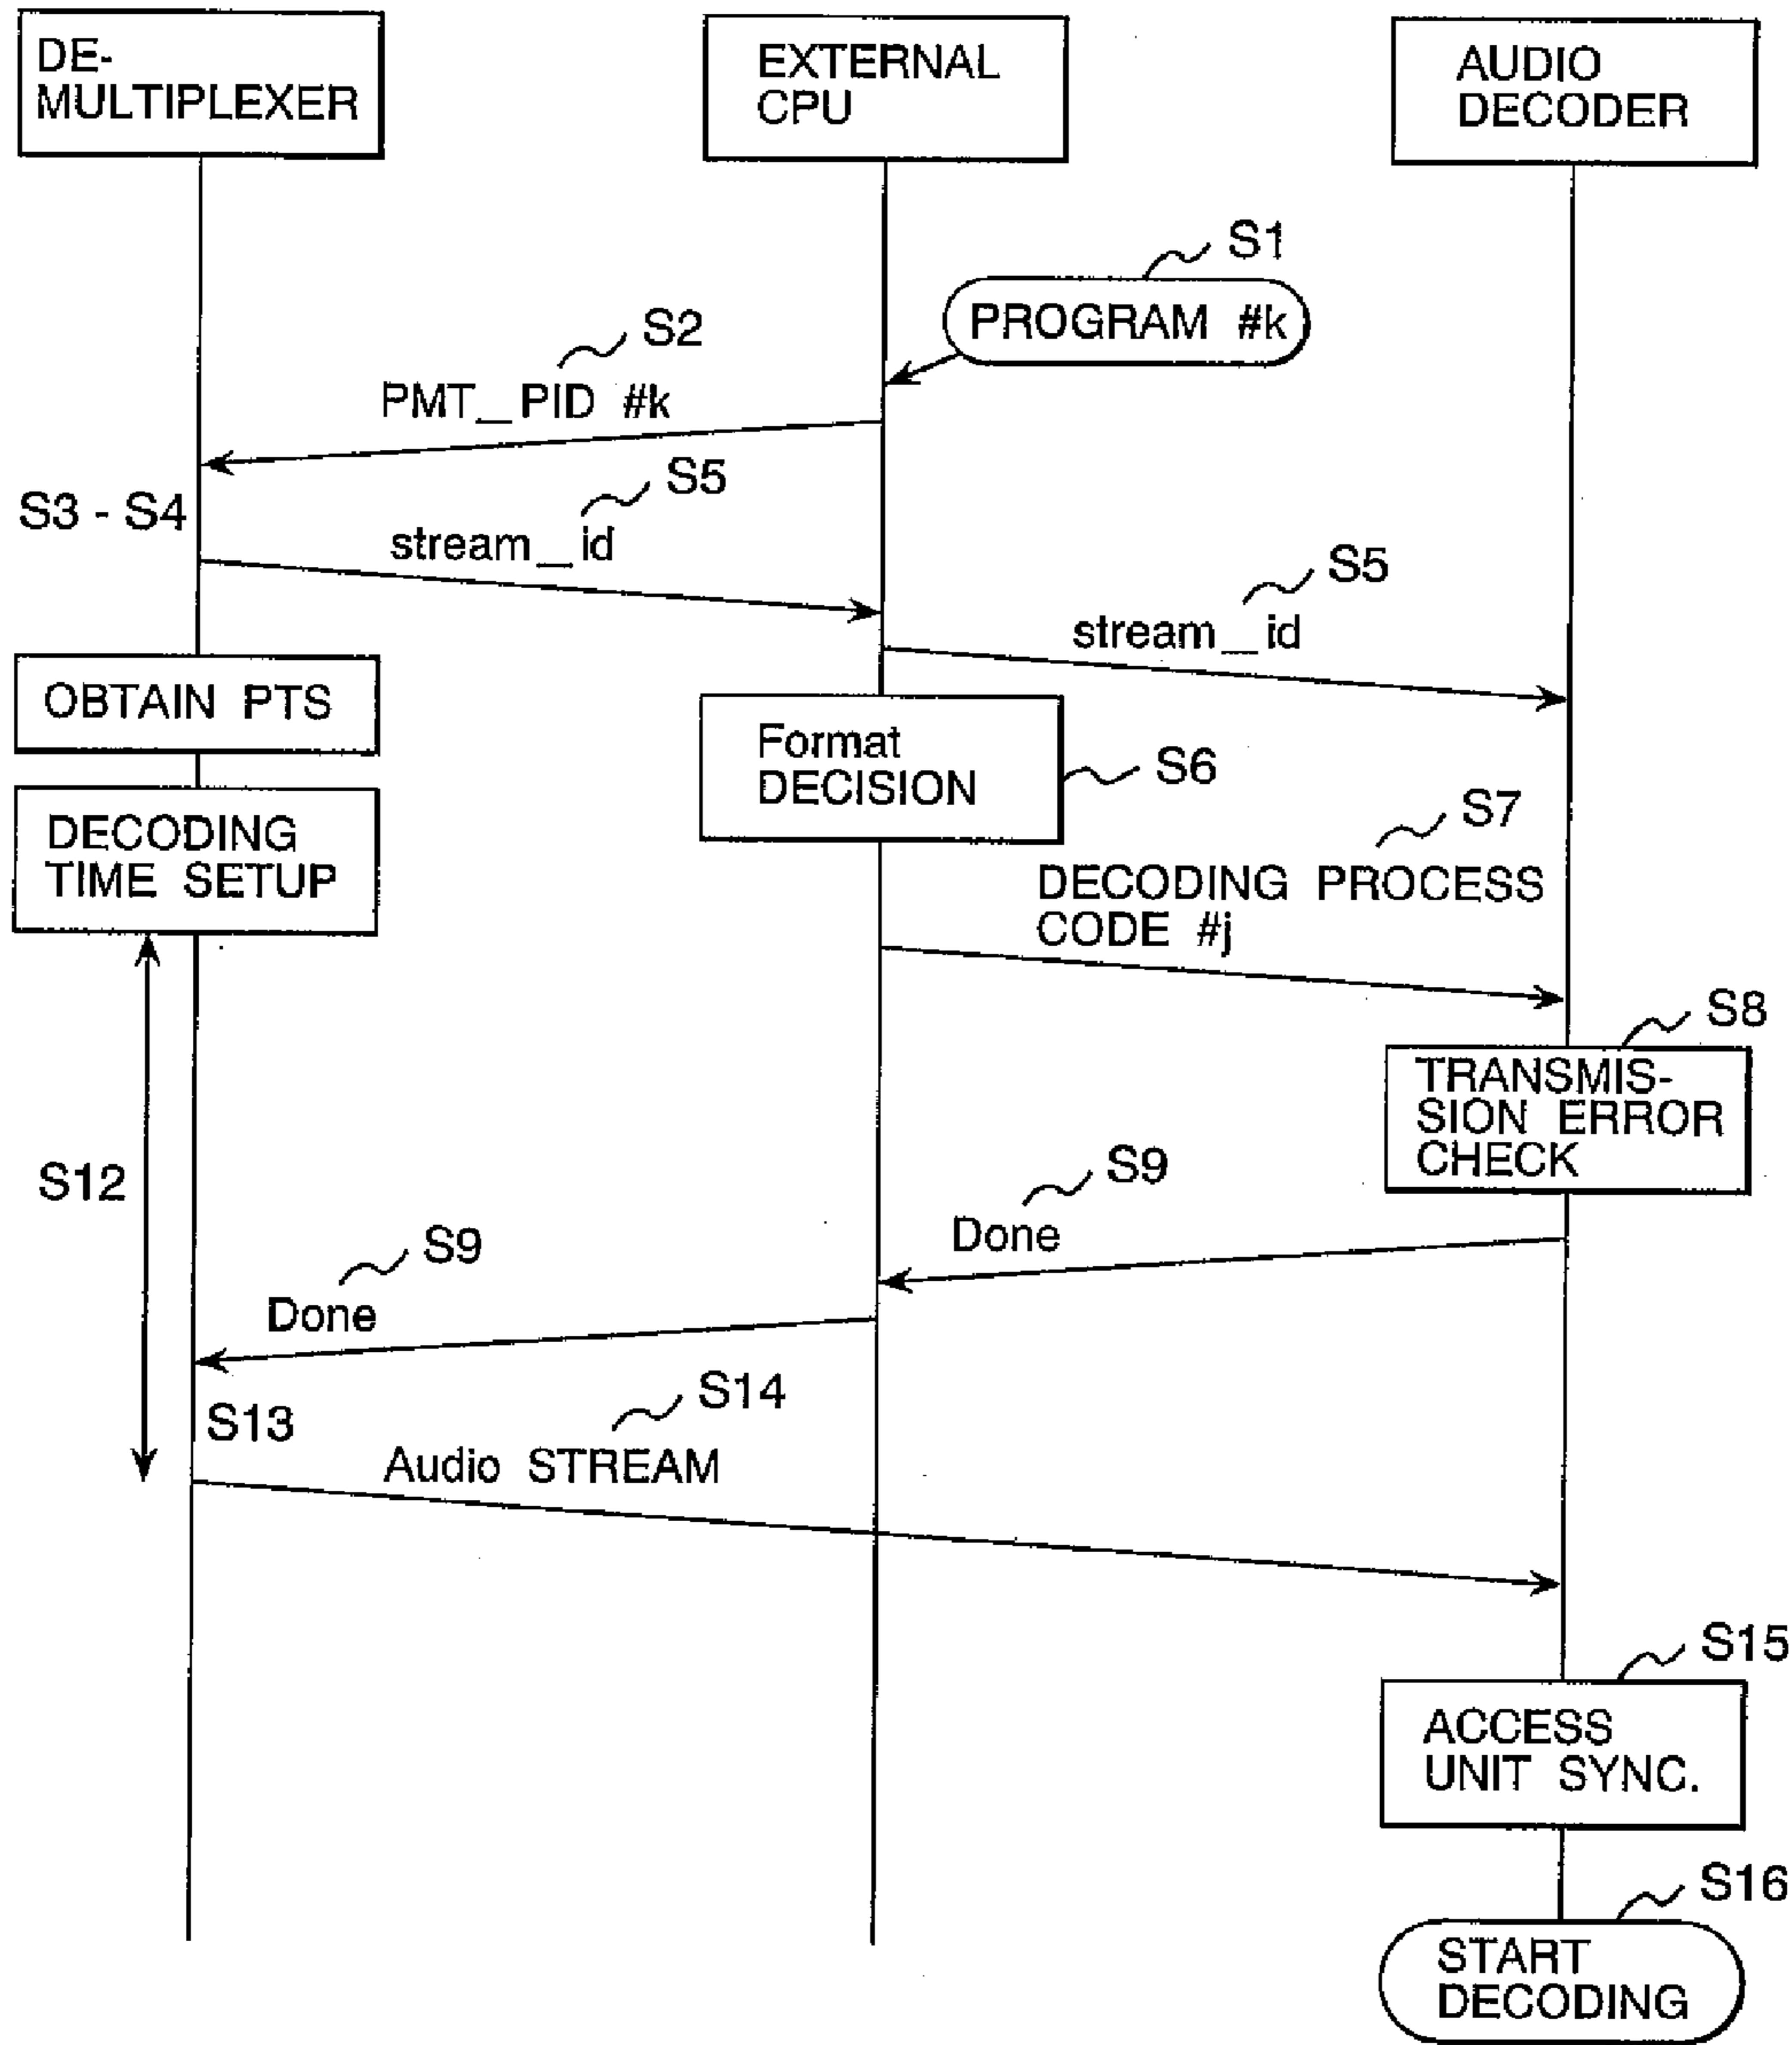 DE-
MULTIPLEXER
EXTERNAL
CPU
AUDIO
DECODER
S1
PROGRAM #k
S2
PMT_PID #k
S5
S3 - S4
stream_id
S5
stream_id
OBTAIN PTS
Format
DECISION
S6
DECODING
TIME SETUP
S7
DECODING PROCESS
CODE #j
S8
TRANSMIS-
SION ERROR
CHECK
S12
S9
Done
S9
Done
S13
S14
Audio STREAM
S15
ACCESS
UNIT SYNC.
S16
START
DECODING